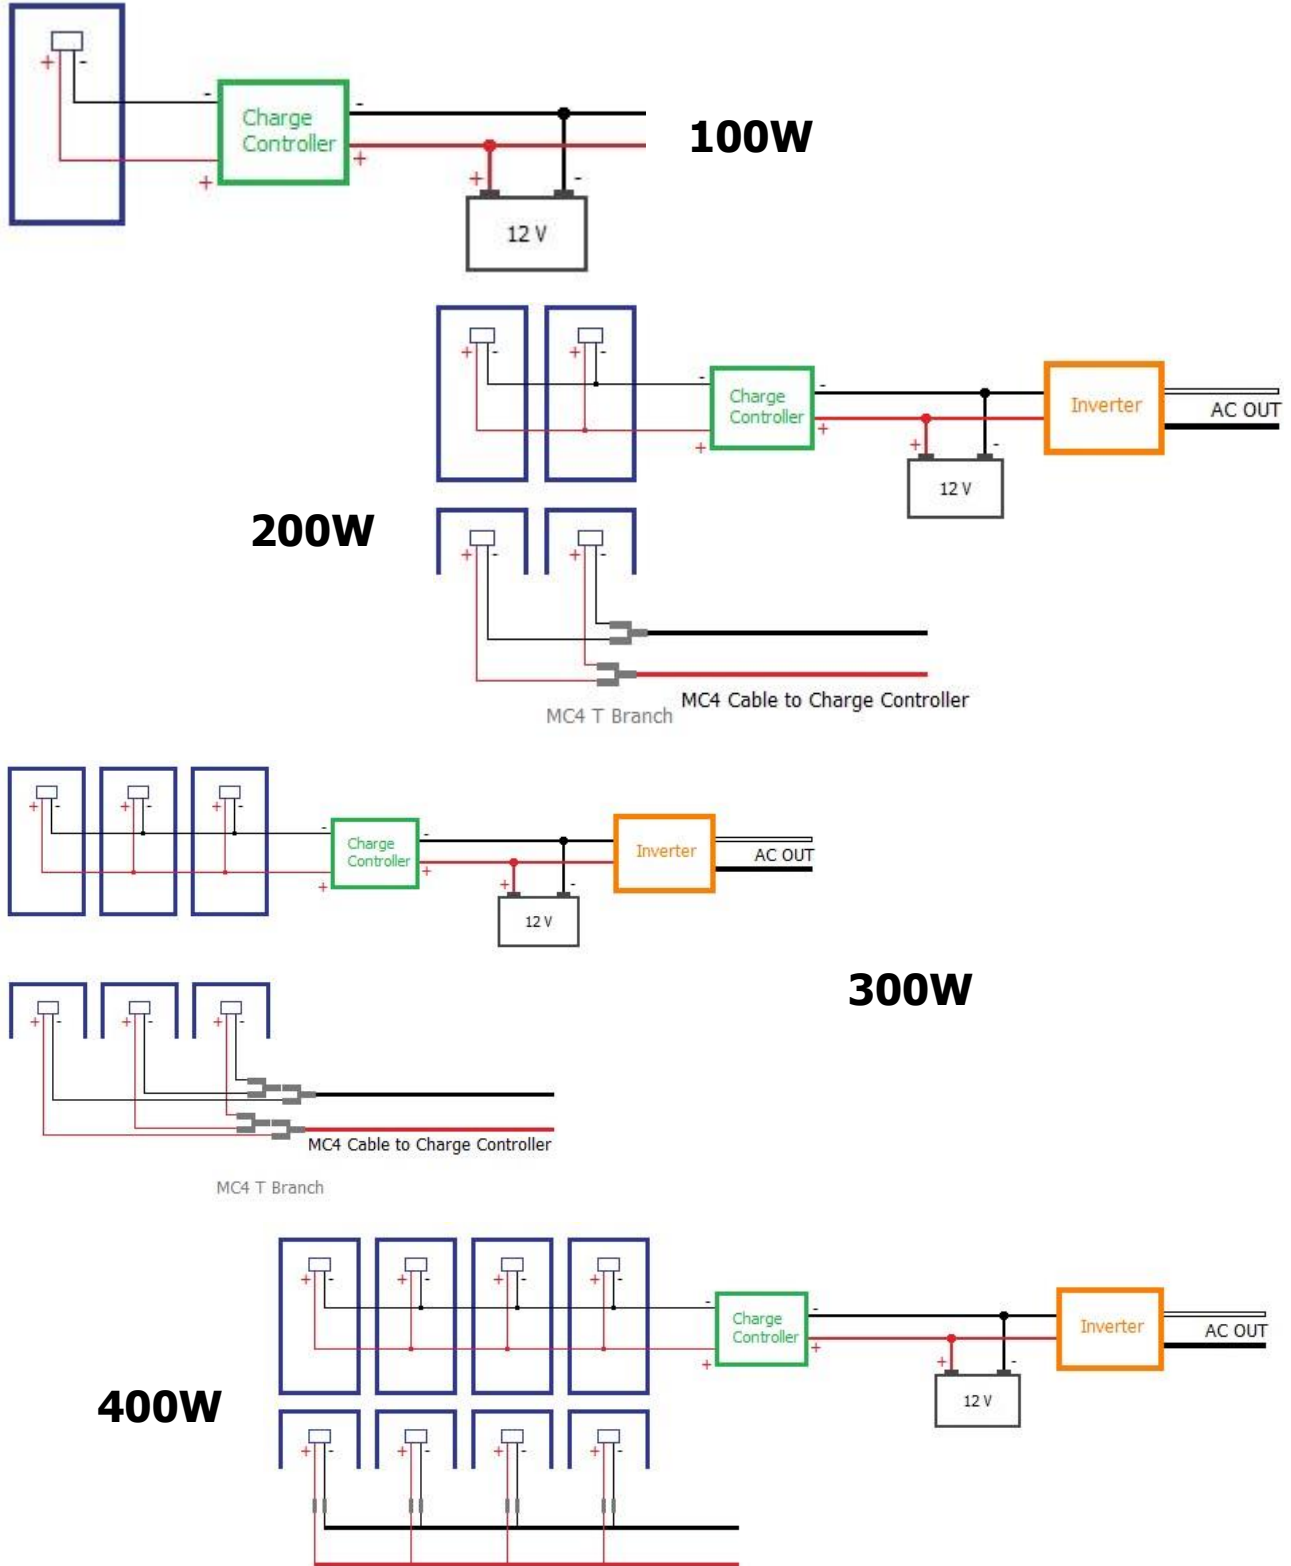 + -
-
Charge
Controller
+
-
+
100W
+ -
12 V
+ - + -
-
Charge
Controller
+
-
+
Inverter
AC OUT
+ -
12 V
200W
+ - + -
MC4 Cable to Charge Controller
MC4 T Branch
+ - + - + -
-
Charge
Controller
+
-
+
Inverter
AC OUT
+ -
12 V
300W
+ - + - + -
MC4 Cable to Charge Controller
MC4 T Branch
+ - + - + - + -
-
Charge
Controller
+
-
+
Inverter
AC OUT
+ -
12 V
400W
+ - + - + - + -